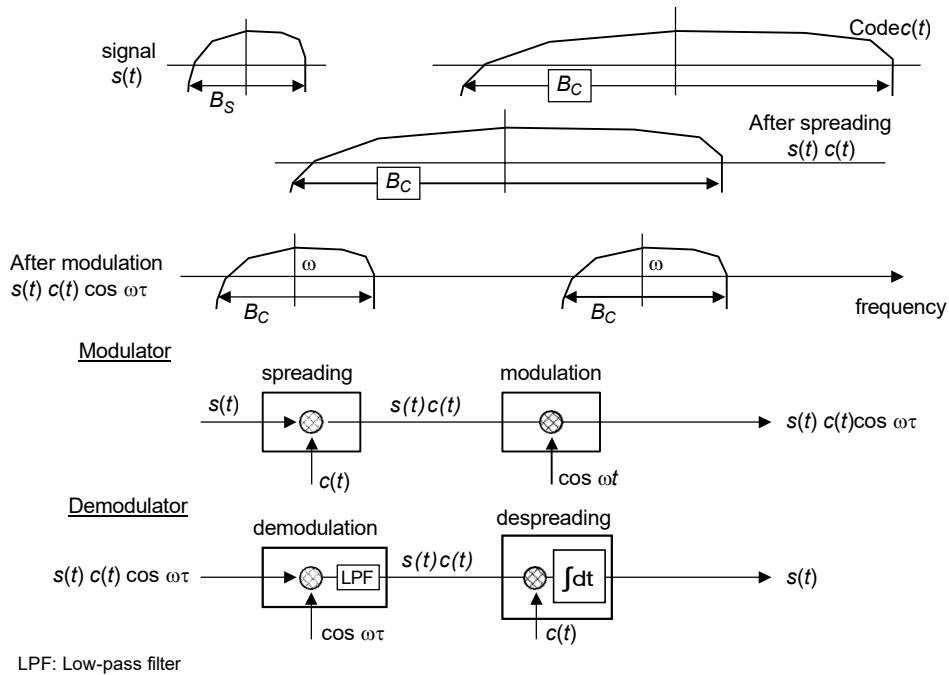 signal
s(t)
B_S
Codec(t)
B_C
After spreading
s(t) c(t)
B_C
After modulation
s(t) c(t) cos ωτ
ω
B_C
ω
B_C
frequency
Modulator
spreading
modulation
s(t)
s(t)c(t)
s(t) c(t)cos ωτ
c(t)
cos ωt
Demodulator
demodulation
despreading
s(t) c(t) cos ωτ
LPF
s(t)c(t)
∫dt
s(t)
cos ωτ
c(t)
LPF: Low-pass filter